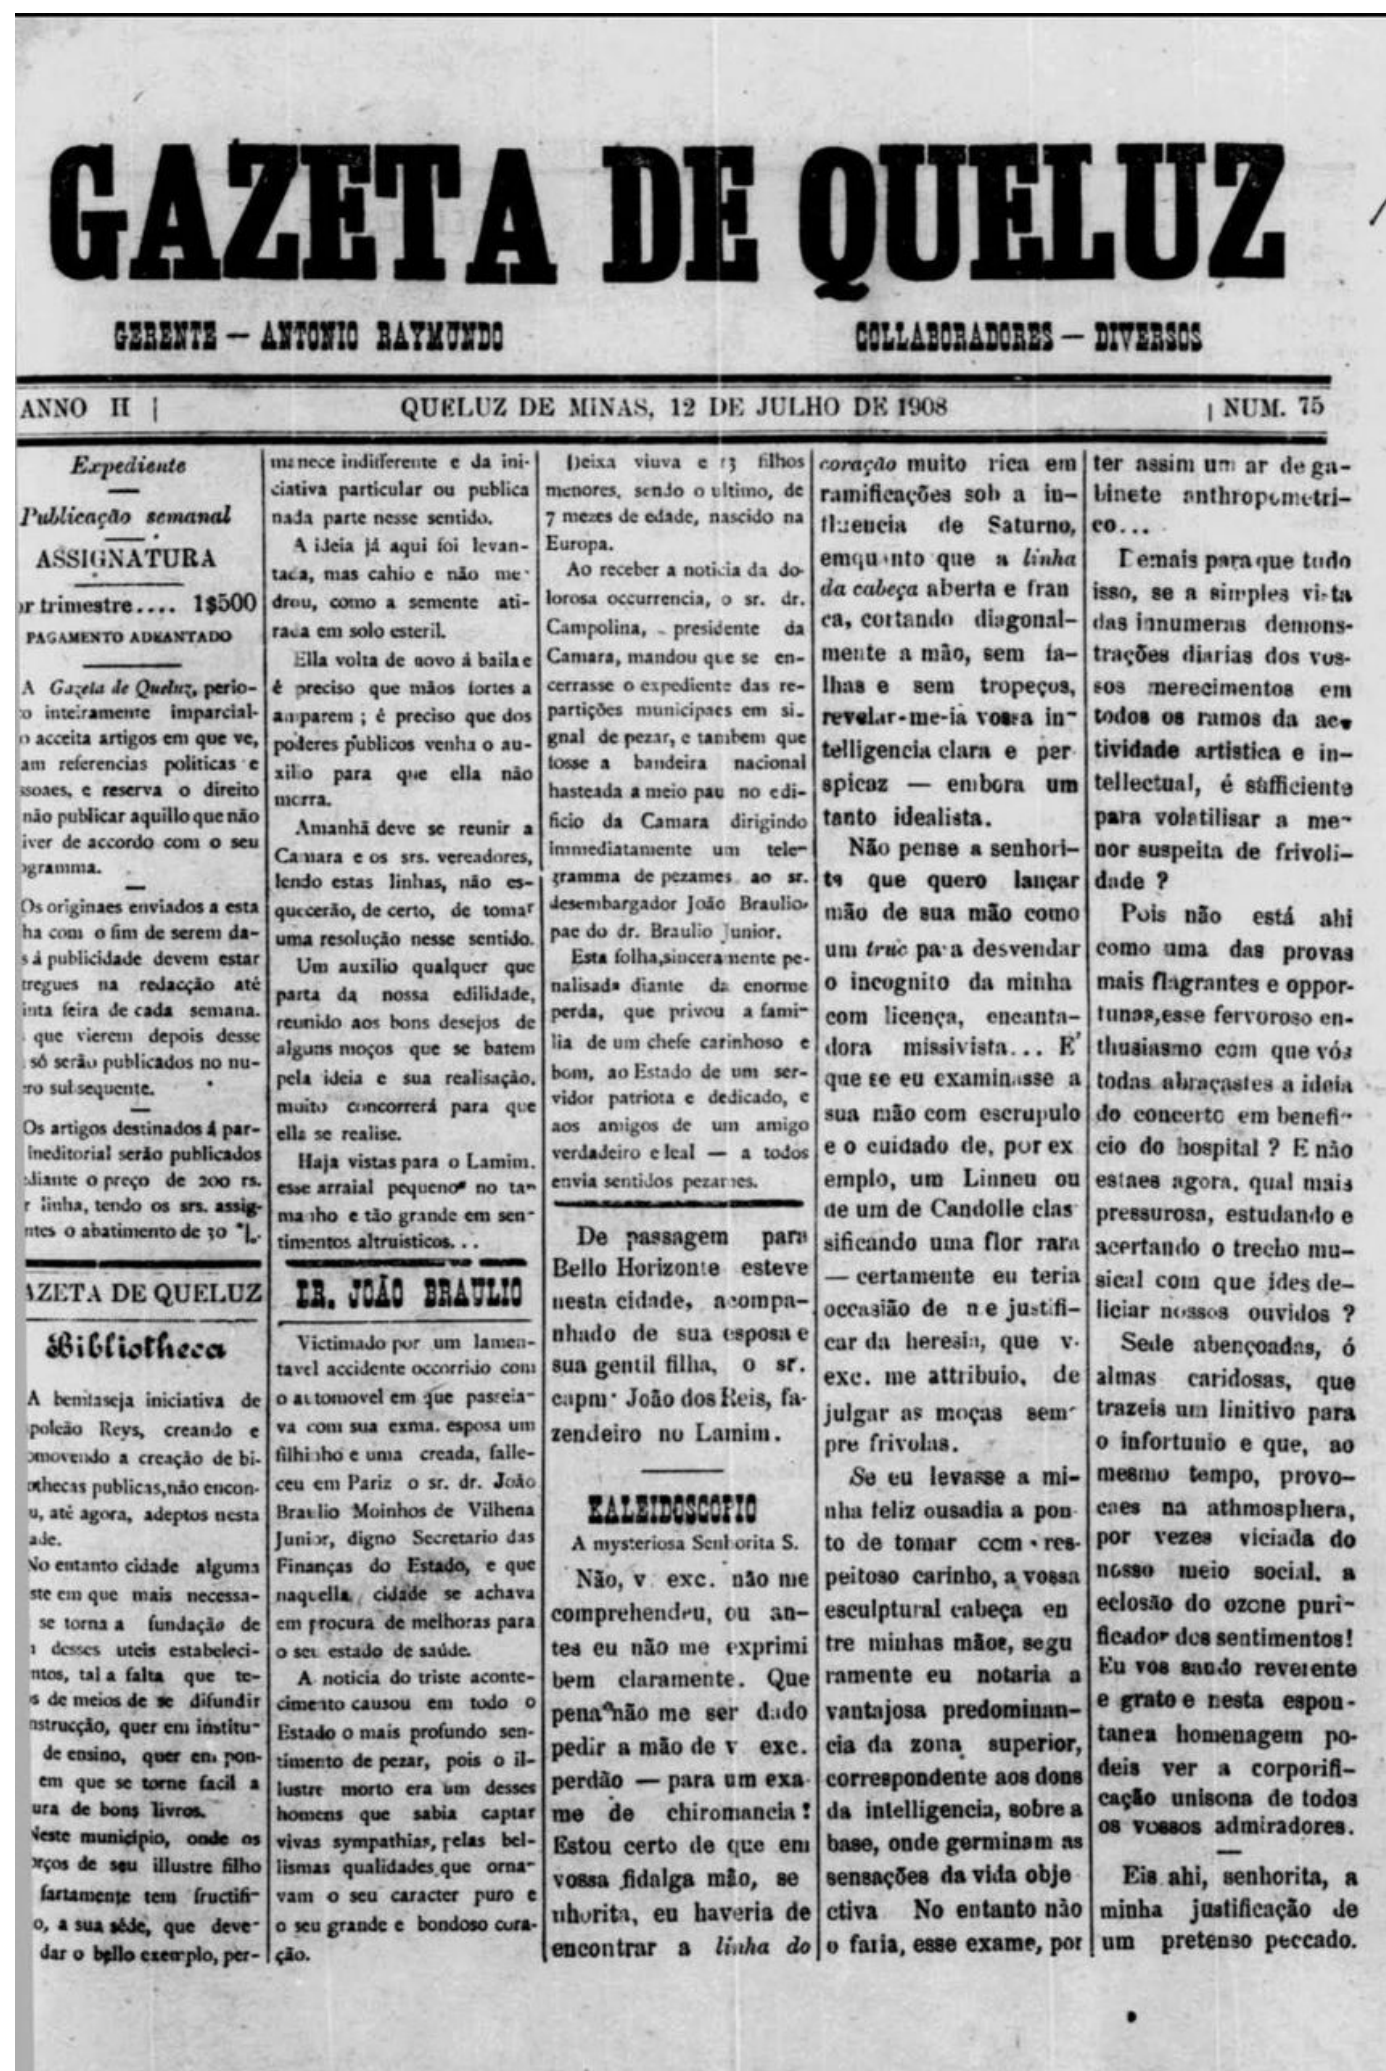 GAZETA DE QUELUZ
GERENTE — ANTONIO RAYMUNDO
COLLABORADORES — DIVERSOS
ANNO II |
QUELUZ DE MINAS, 12 DE JULHO DE 1908
| NUM. 75
Expediente
Publicação semanal
ASSIGNATURA
or trimestre.... 1$500
PAGAMENTO ADEANTADO
A Gazeta de Queluz, perio-
o inteiramente imparcial-
o acceita artigos em que ve,
am referencias politicas e
ssoaes, e reserva o direito
não publicar aquillo que não
iver de accordo com o seu
ogramma.
Os originaes enviados a esta
ha com o fim de serem da-
s á publicidade devem estar
tregues na redacção até
inta feira de cada semana.
que vierem depois desse
só serão publicados no nu-
ro subsequente.
Os artigos destinados á par-
ineditorial serão publicados
diante o preço de 200 rs.
r linha, tendo os srs. assig-
ntes o abatimento de 30 °[..
AZETA DE QUELUZ
Bibliotheca
A bemfaseja iniciativa de
poleão Reys, creando e
omovendo a creação de bi-
othecas publicas,não encon-
u, até agora, adeptos nesta
ade.
No entanto cidade alguma
ste em que mais necessa-
se torna a fundação de
desses uteis estabeleci-
ntos, tal a falta que te-
s de meios de se difundir
nstrucção, quer em institu-
de ensino, quer em pon-
em que se torne facil a
ura de bons livros.
Neste municipio, onde os
orços de seu illustre filho
fartamente tem fructifi-
o, a sua séde, que deve-
dar o bello exemplo, per-
manece indifferente e da ini-
ciativa particular ou publica
nada parte nesse sentido.
A ideia já aqui foi levan-
tada, mas cahio e não me-
drou, como a semente ati-
rada em solo esteril.
Ella volta de novo á baila e
é preciso que mãos fortes a
amparem ; é preciso que dos
poderes publicos venha o au-
xilio para que ella não
morra.
Amanhã deve se reunir a
Camara e os srs. vereadores,
lendo estas linhas, não es-
quecerão, de certo, de tomar
uma resolução nesse sentido.
Um auxilio qualquer que
parta da nossa edilidade,
reunido aos bons desejos de
alguns moços que se batem
pela ideia e sua realisação,
muito concorrerá para que
ella se realise.
Haja vistas para o Lamim,
esse arraial pequeno no ta-
manho e tão grande em sen-
timentos altruisticos. . .
DR. JOÃO BRAULIO
Victimado por um lamen-
tavel accidente occorrido com
o automovel em que passeia-
va com sua exma. esposa um
filhinho e uma creada, falle-
ceu em Pariz o sr. dr. João
Braulio Moinhos de Vilhena
Junior, digno Secretario das
Finanças do Estado, e que
naquella cidade se achava
em procura de melhoras para
o seu estado de saúde.
A noticia do triste aconte-
cimento causou em todo o
Estado o mais profundo sen-
timento de pezar, pois o il-
lustre morto era um desses
homens que sabia captar
vivas sympathias, pelas bel-
lismas qualidades que orna-
vam o seu caracter puro e
o seu grande e bondoso cora-
ção.
Deixa viuva e 13 filhos
menores, sendo o ultimo, de
7 mezes de edade, nascido na
Europa.
Ao receber a noticia da do-
lorosa occurrencia, o sr. dr.
Campolina, - presidente da
Camara, mandou que se en-
cerrasse o expediente das re-
partições municipaes em si-
gnal de pezar, e tambem que
fosse a bandeira nacional
hasteada a meio pau no edi-
ficio da Camara dirigindo
immediatamente um tele-
gramma de pezames ao sr.
desembargador João Braulio,
pae do dr. Braulio Junior.
Esta folha,sinceramente pe-
nalisada diante da enorme
perda, que privou a fami-
lia de um chefe carinhoso e
bom, ao Estado de um ser-
vidor patriota e dedicado, e
aos amigos de um amigo
verdadeiro e leal — a todos
envia sentidos pezames.
De passagem para
Bello Horizonte esteve
nesta cidade, acompa-
nhado de sua esposa e
sua gentil filha, o sr.
capm· João dos Reis, fa-
zendeiro no Lamim.
KALEIDOSCOPIO
A mysteriosa Senhorita S.
Não, v. exc. não me
comprehendeu, ou an-
tes eu não me exprimi
bem claramente. Que
pena não me ser dado
pedir a mão de v exc.
perdão — para um exa-
me de chiromancia !
Estou certo de que em
vossa fidalga mão, se
nhorita, eu haveria de
encontrar a linha do
coração muito rica em
ramificações sob a in-
fluencia de Saturno,
emquanto que a linha
da cabeça aberta e fran
ca, cortando diagonal-
mente a mão, sem fa-
lhas e sem tropeços,
revelar-me-ia vossa in-
telligencia clara e per
spicaz — embora um
tanto idealista.
Não pense a senhori-
ta que quero lançar
mão de sua mão como
um truc para desvendar
o incognito da minha
com licença, encanta-
dora missivista... E'
que se eu examinasse a
sua mão com escrupulo
e o cuidado de, por ex
emplo, um Linneu ou
de um de Candolle clas
sificando uma flor rara
— certamente eu teria
occasião de me justifi-
car da heresia, que v.
exc. me attribuio, de
julgar as moças sem-
pre frivolas.
Se eu levasse a mi-
nha feliz ousadia a pon-
to de tomar com res-
peitoso carinho, a vossa
esculptural cabeça en
tre minhas mãos, segu
ramente eu notaria a
vantajosa predominan-
cia da zona superior,
correspondente aos dons
da intelligencia, sobre a
base, onde germinam as
sensações da vida obje
ctiva No entanto não
o faria, esse exame, por
ter assim um ar de ga-
binete anthropometri-
co...
Demais para que tudo
isso, se a simples vista
das innumeras demons-
trações diarias dos vos-
sos merecimentos em
todos os ramos da ac-
tividade artistica e in-
tellectual, é sufficiente
para volatilisar a me-
nor suspeita de frivoli-
dade ?
Pois não está ahi
como uma das provas
mais flagrantes e oppor-
tunas,esse fervoroso en-
thusiasmo com que vós
todas abraçastes a ideia
do concerto em benefi-
cio do hospital ? E não
estaes agora, qual mais
pressurosa, estudando e
acertando o trecho mu-
sical com que ides de-
liciar nossos ouvidos ?
Sede abençoadas, ó
almas caridosas, que
trazeis um linitivo para
o infortunio e que, ao
mesmo tempo, provo-
caes na athmosphera,
por vezes viciada do
nosso meio social, a
eclosão do ozone puri-
ficador dos sentimentos!
Eu vos saudo reverente
e grato e nesta espon-
tanea homenagem po-
deis ver a corporifi-
cação unisona de todos
os vossos admiradores.
Eis ahi, senhorita, a
minha justificação de
um pretenso peccado.